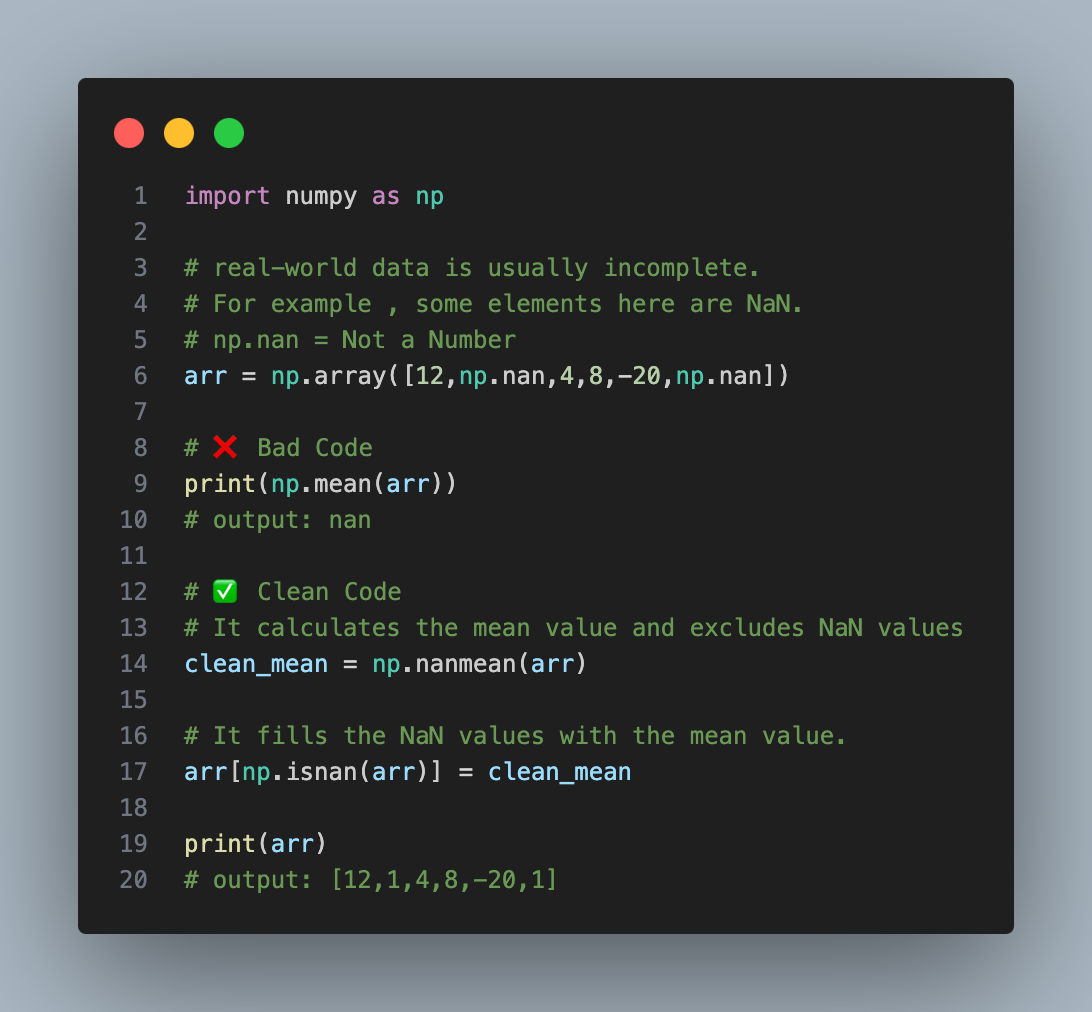 1 import numpy as np
2
3 # real-world data is usually incomplete.
4 # For example , some elements here are NaN.
5 # np.nan = Not a Number
6 arr = np.array([12,np.nan,4,8,-20,np.nan])
7
8 # ❌ Bad Code
9 print(np.mean(arr))
10 # output: nan
11
12 # ✅ Clean Code
13 # It calculates the mean value and excludes NaN values
14 clean_mean = np.nanmean(arr)
15
16 # It fills the NaN values with the mean value.
17 arr[np.isnan(arr)] = clean_mean
18
19 print(arr)
20 # output: [12,1,4,8,-20,1]